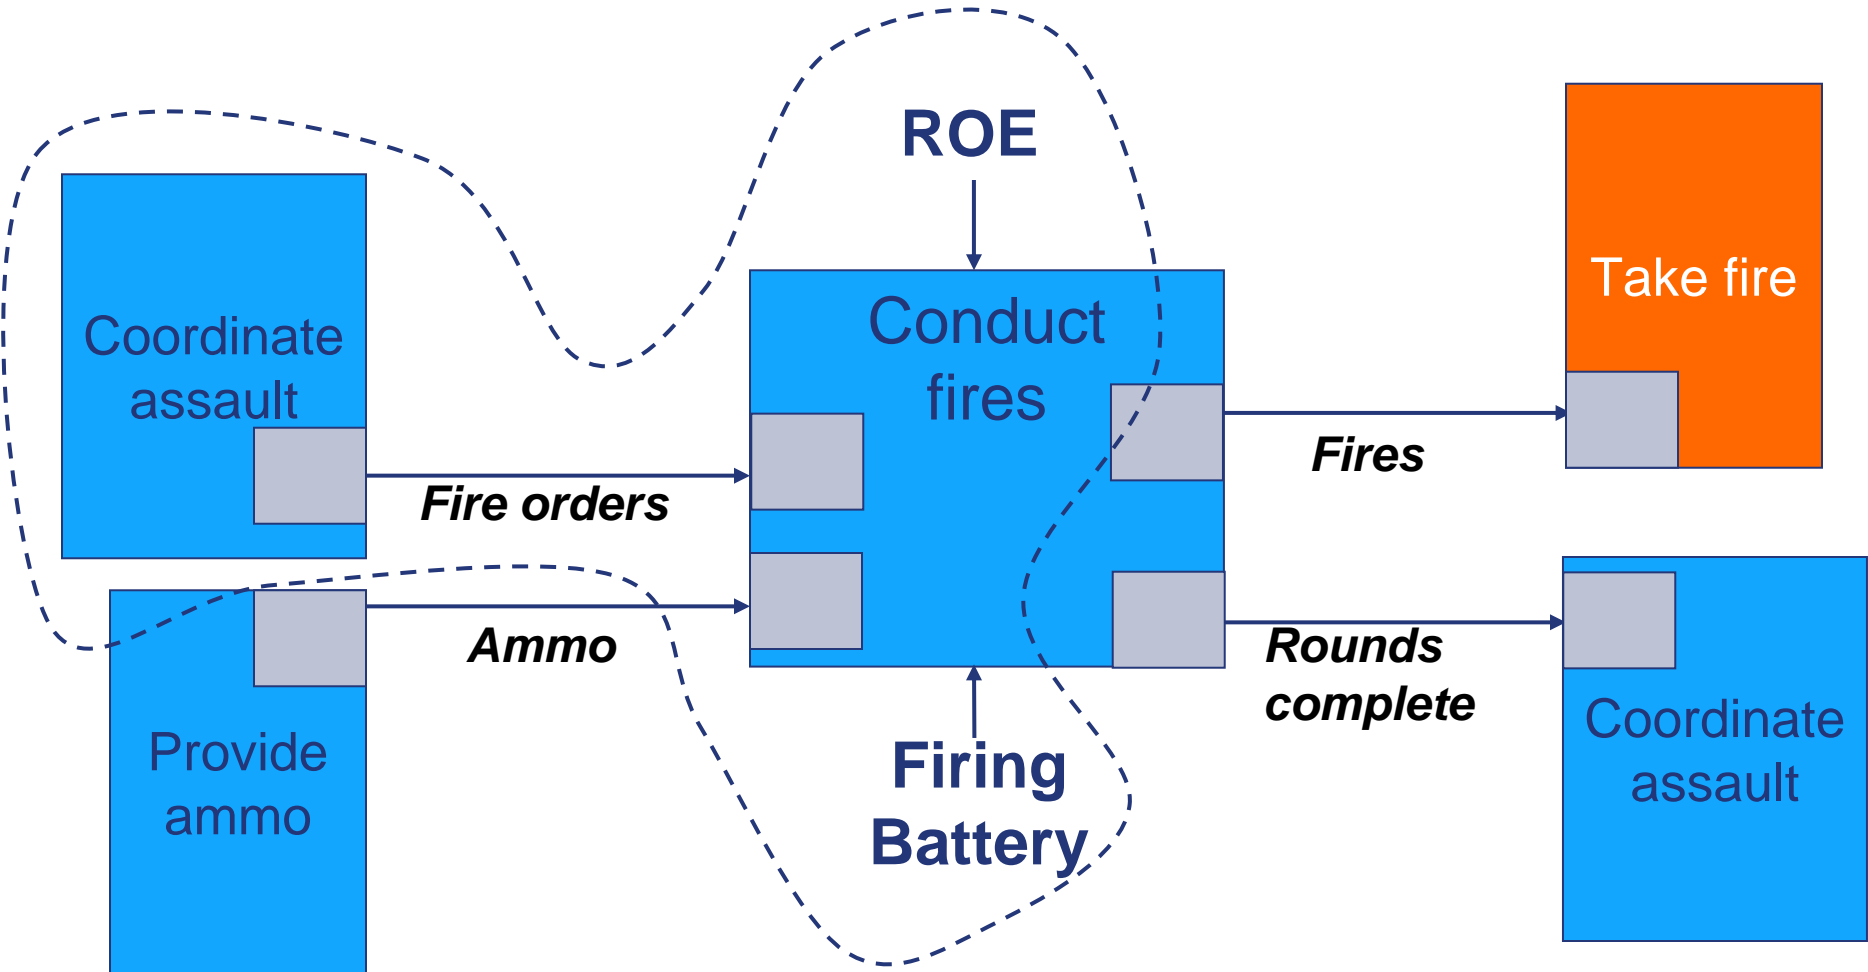 ROE
Coordinate
assault
Conduct
fires
Take fire
Fire orders
Fires
Ammo
Rounds
complete
Provide
ammo
Firing
Battery
Coordinate
assault